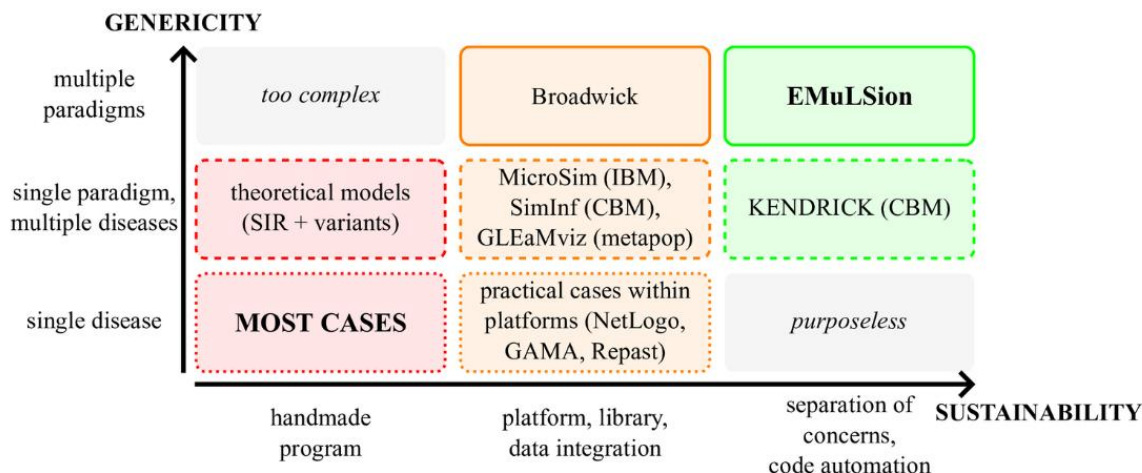 GENERICITY
multiple
paradigms
too complex
Broadwick
EMuLSion
single paradigm,
multiple diseases
theoretical models
(SIR + variants)
MicroSim (IBM),
SimInf (CBM),
GLEaMviz (metapop)
KENDRICK (CBM)
single disease
MOST CASES
practical cases within
platforms (NetLogo,
GAMA, Repast)
purposeless
handmade
program
platform, library,
data integration
separation of
concerns,
code automation
SUSTAINABILITY